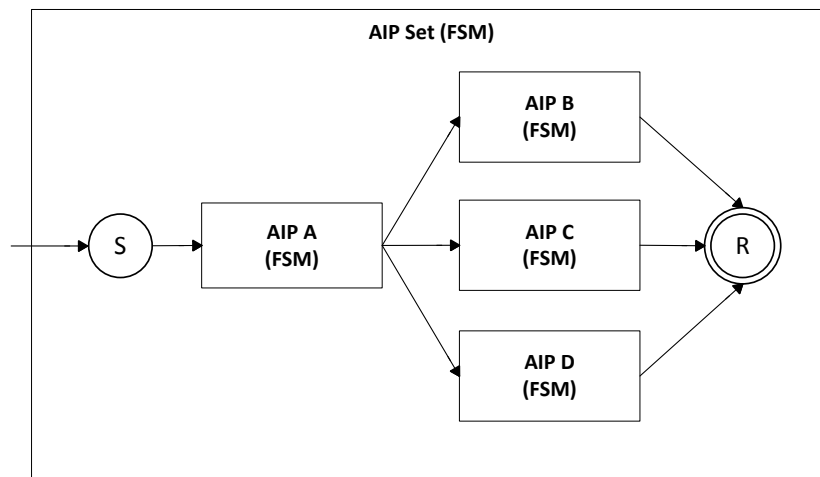 AIP Set (FSM)
AIP B
(FSM)
S
AIP A
(FSM)
AIP C
(FSM)
R
AIP D
(FSM)